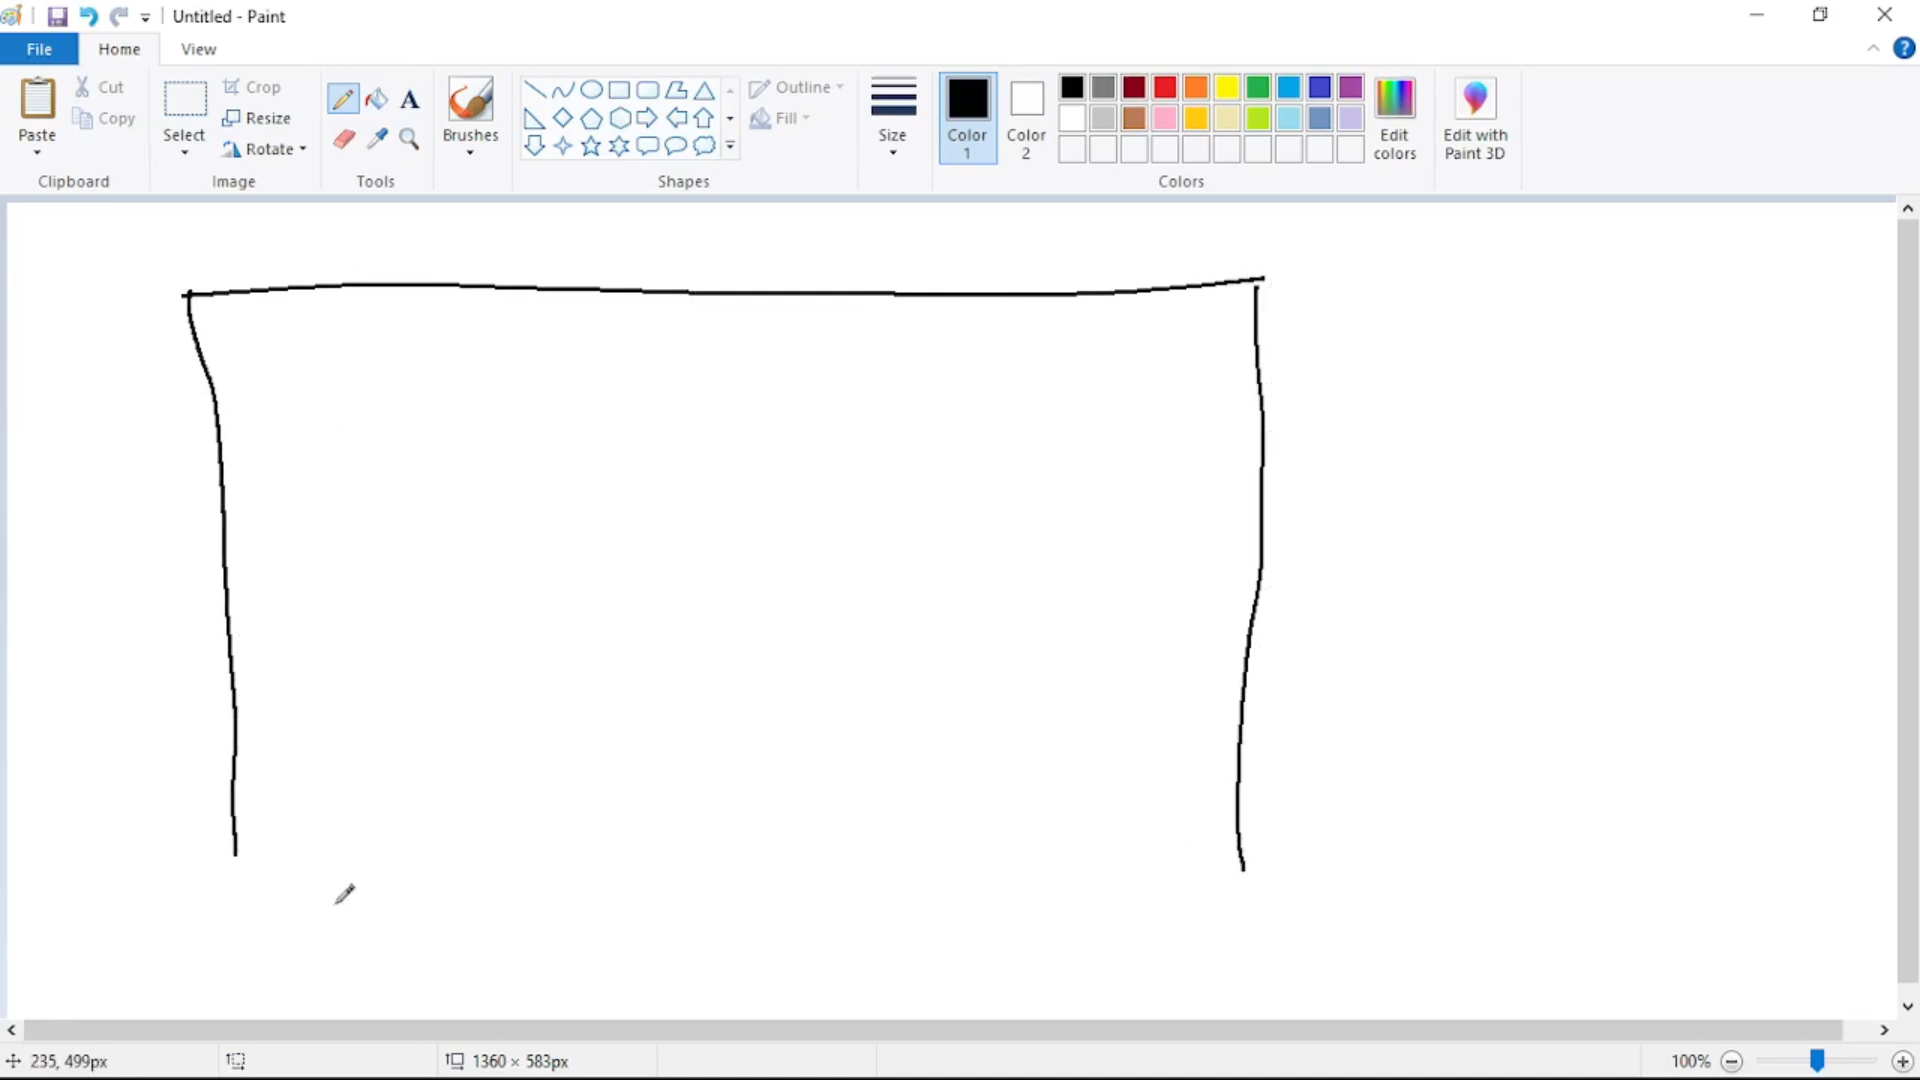 Untitled - Paint
File Home View
Paste Cut Copy Clipboard
Select Crop Resize Rotate Image
A Tools
Brushes
Shapes
Outline Fill
Size
Color 1 Color 2 Edit colors Colors
Edit with Paint 3D
235, 499px 1360 × 583px 100%